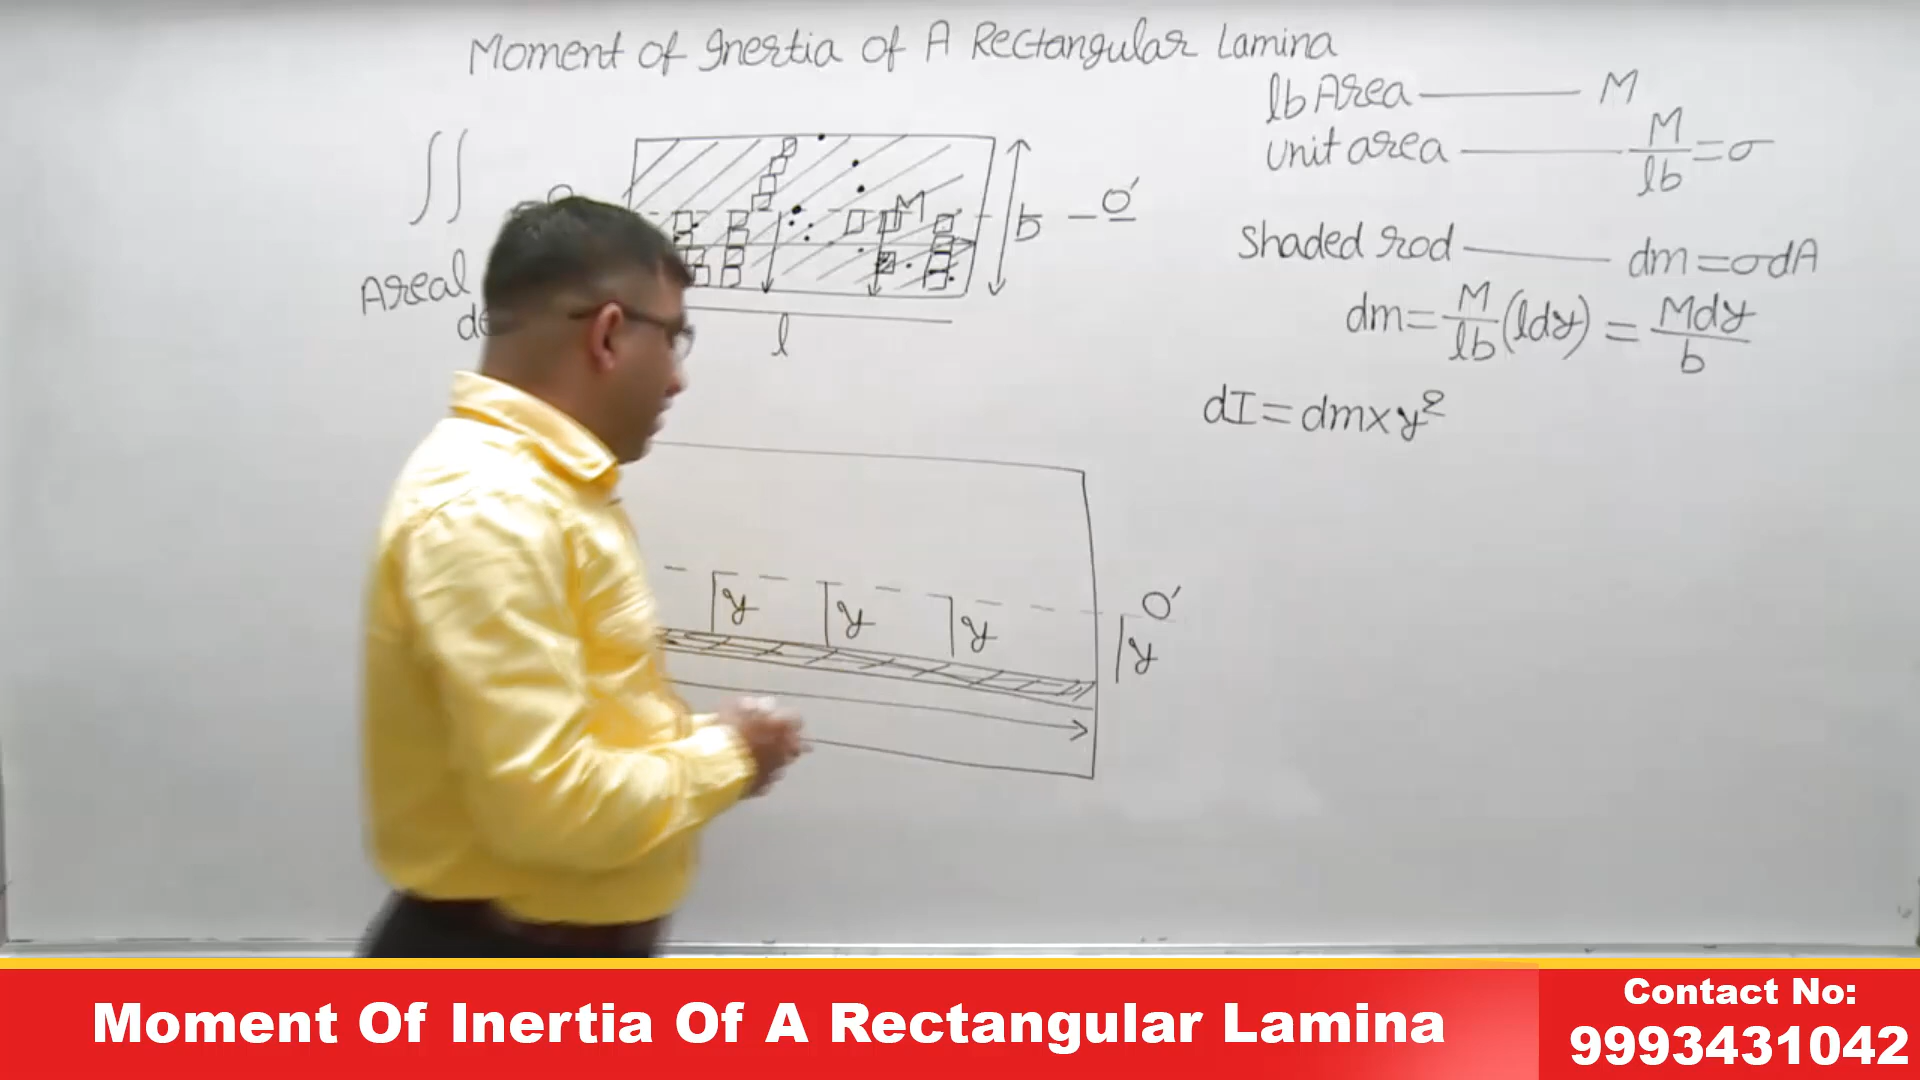 Moment of Inertia of A Rectangular Lamina
lb Area —— M
unit area —— M/lb = σ
∬
M
b
O'
Areal
l
Shaded rod —— dm = σdA
dm = M/lb (ldy) = Mdy/b
dI = dm x y²
y y y
O'
y
Moment Of Inertia Of A Rectangular Lamina
Contact No:
9993431042